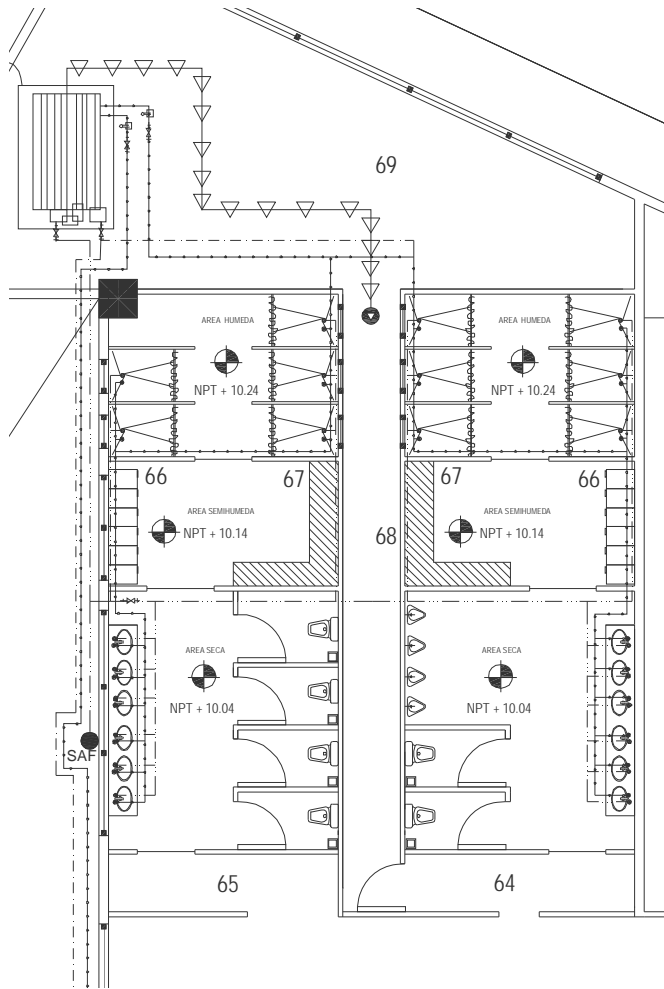 69
AREA HUMEDA
AREA HUMEDA
NPT + 10.24
NPT + 10.24
66
67
67
66
AREA SEMIHUMEDA
AREA SEMIHUMEDA
NPT + 10.14
68
NPT + 10.14
AREA SECA
AREA SECA
NPT + 10.04
NPT + 10.04
SAF
65
64